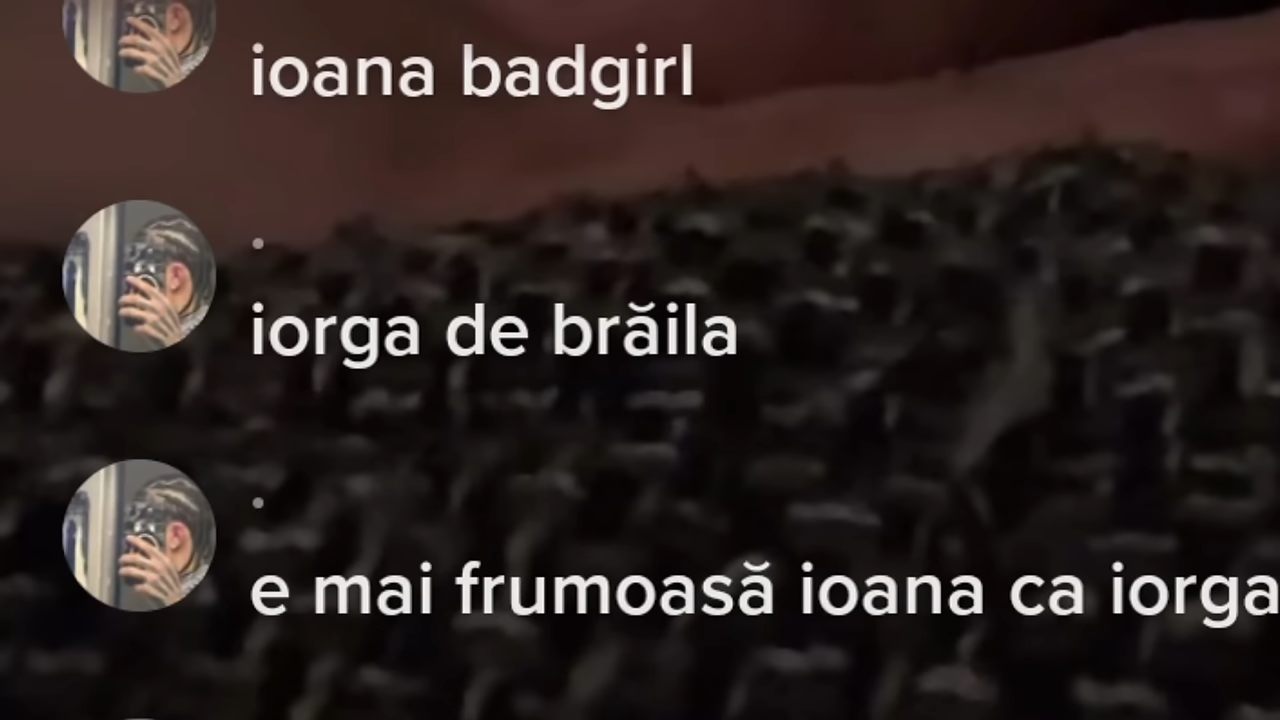 ioana badgirl
.
iorga de brăila
.
e mai frumoasă ioana ca iorga